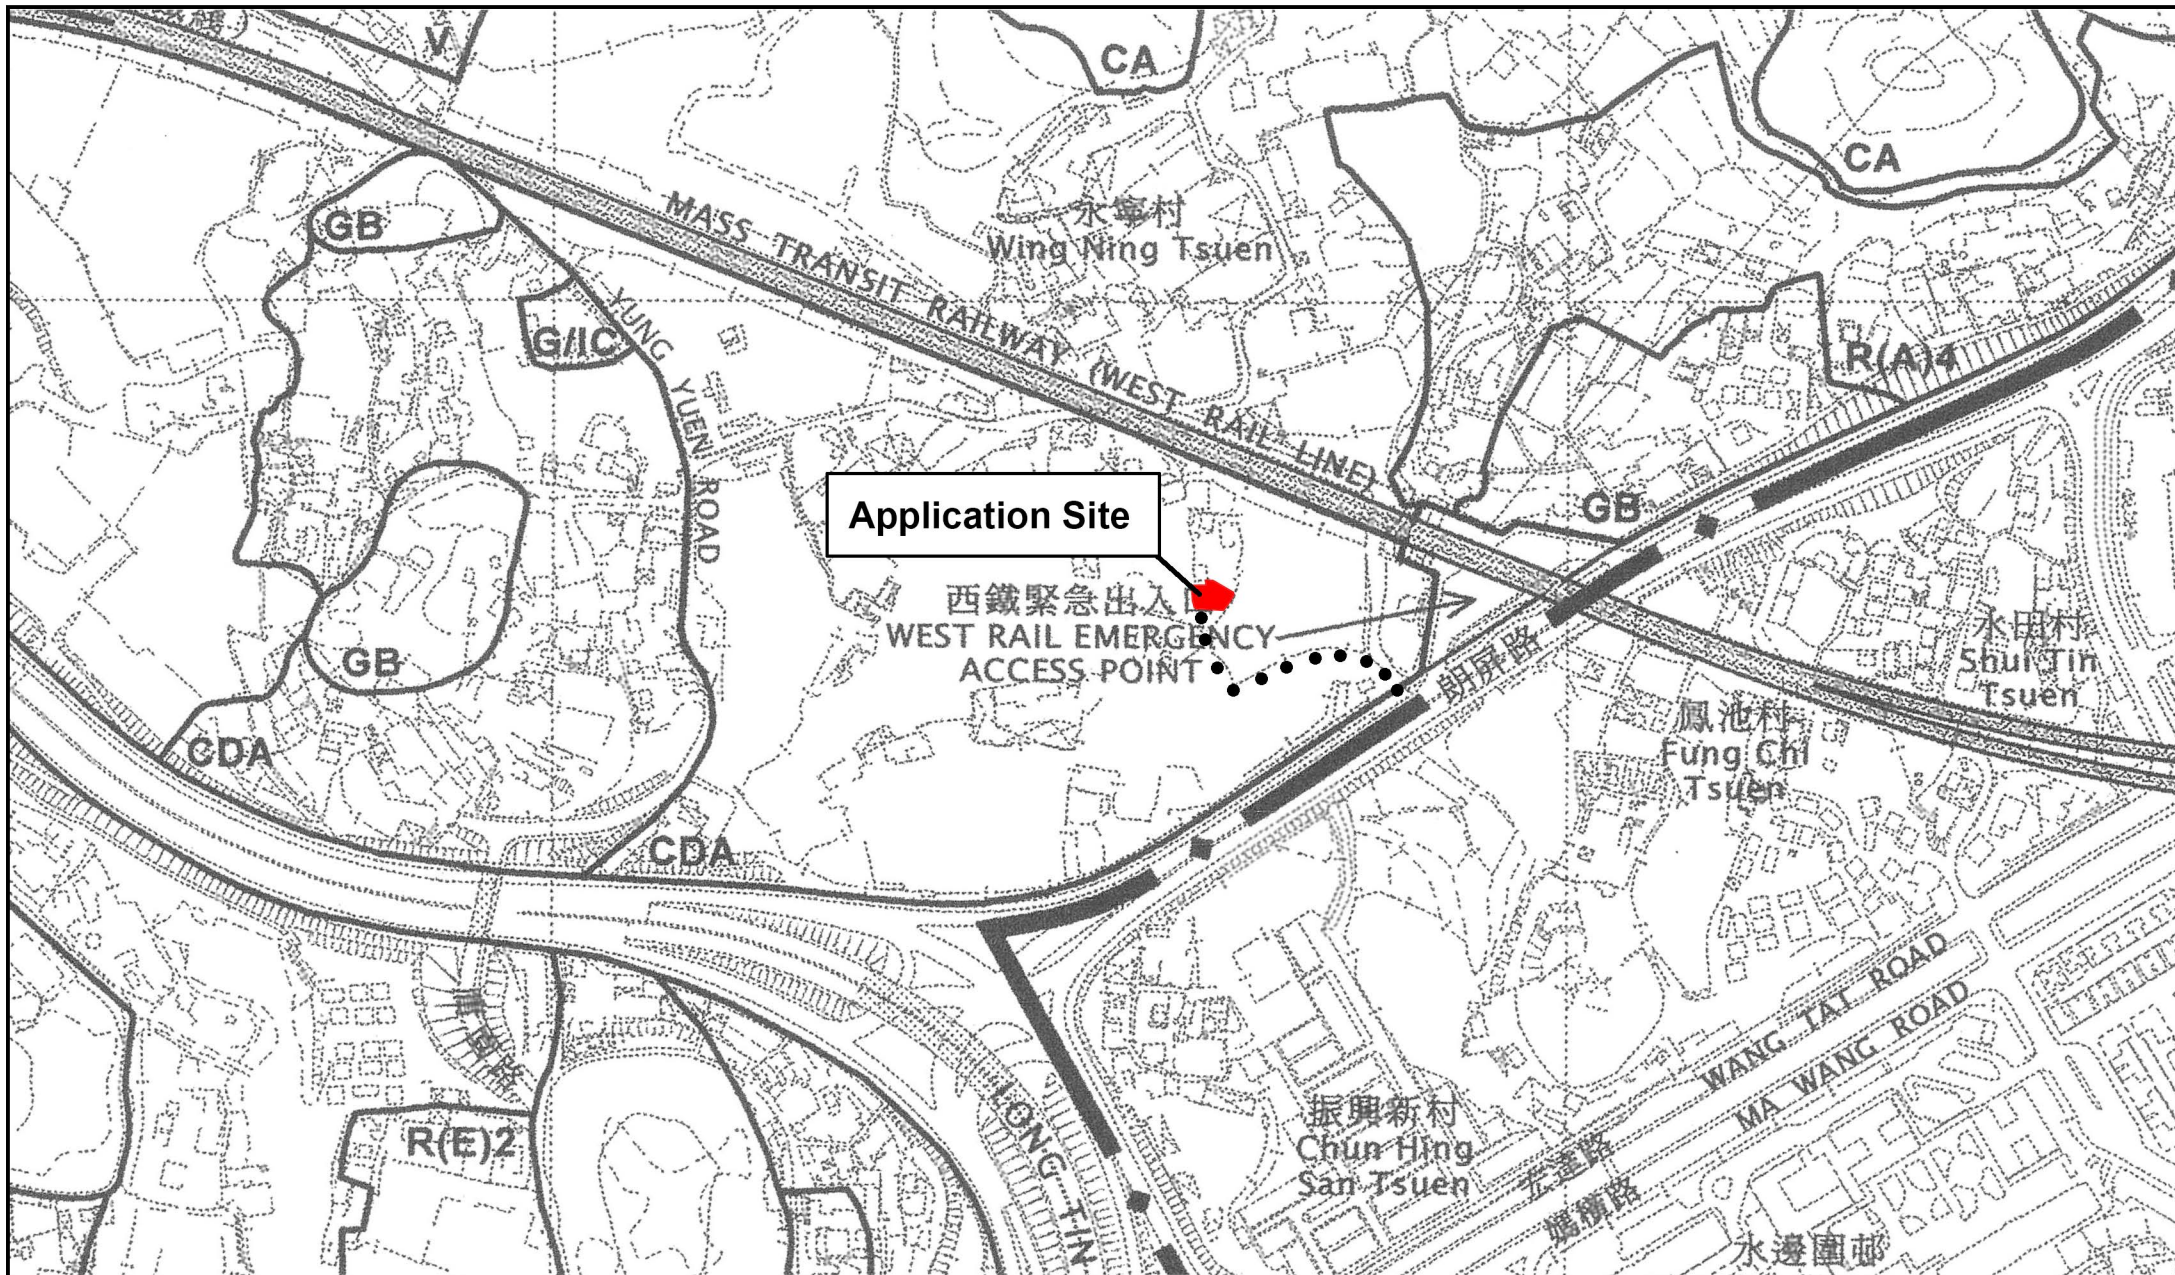 V
CA
CA
GB
永寧村
Wing Ning Tsuen
MASS TRANSIT RAILWAY (WEST RAIL LINE)
G/IC
YUNG YUEN ROAD
R(A)4
GB
Application Site
西鐵緊急出入
WEST RAIL EMERGENCY
ACCESS POINT
朗屏路
水田村
Shui Tin
Tsuen
GB
鳳池村
Fung Chi
Tsuen
CDA
CDA
WANG TAT ROAD
MA WANG ROAD
R(E)2
LONG TIN
振興新村
Chun Hing
San Tsuen
宏達路
媽橫路
水邊圍邨